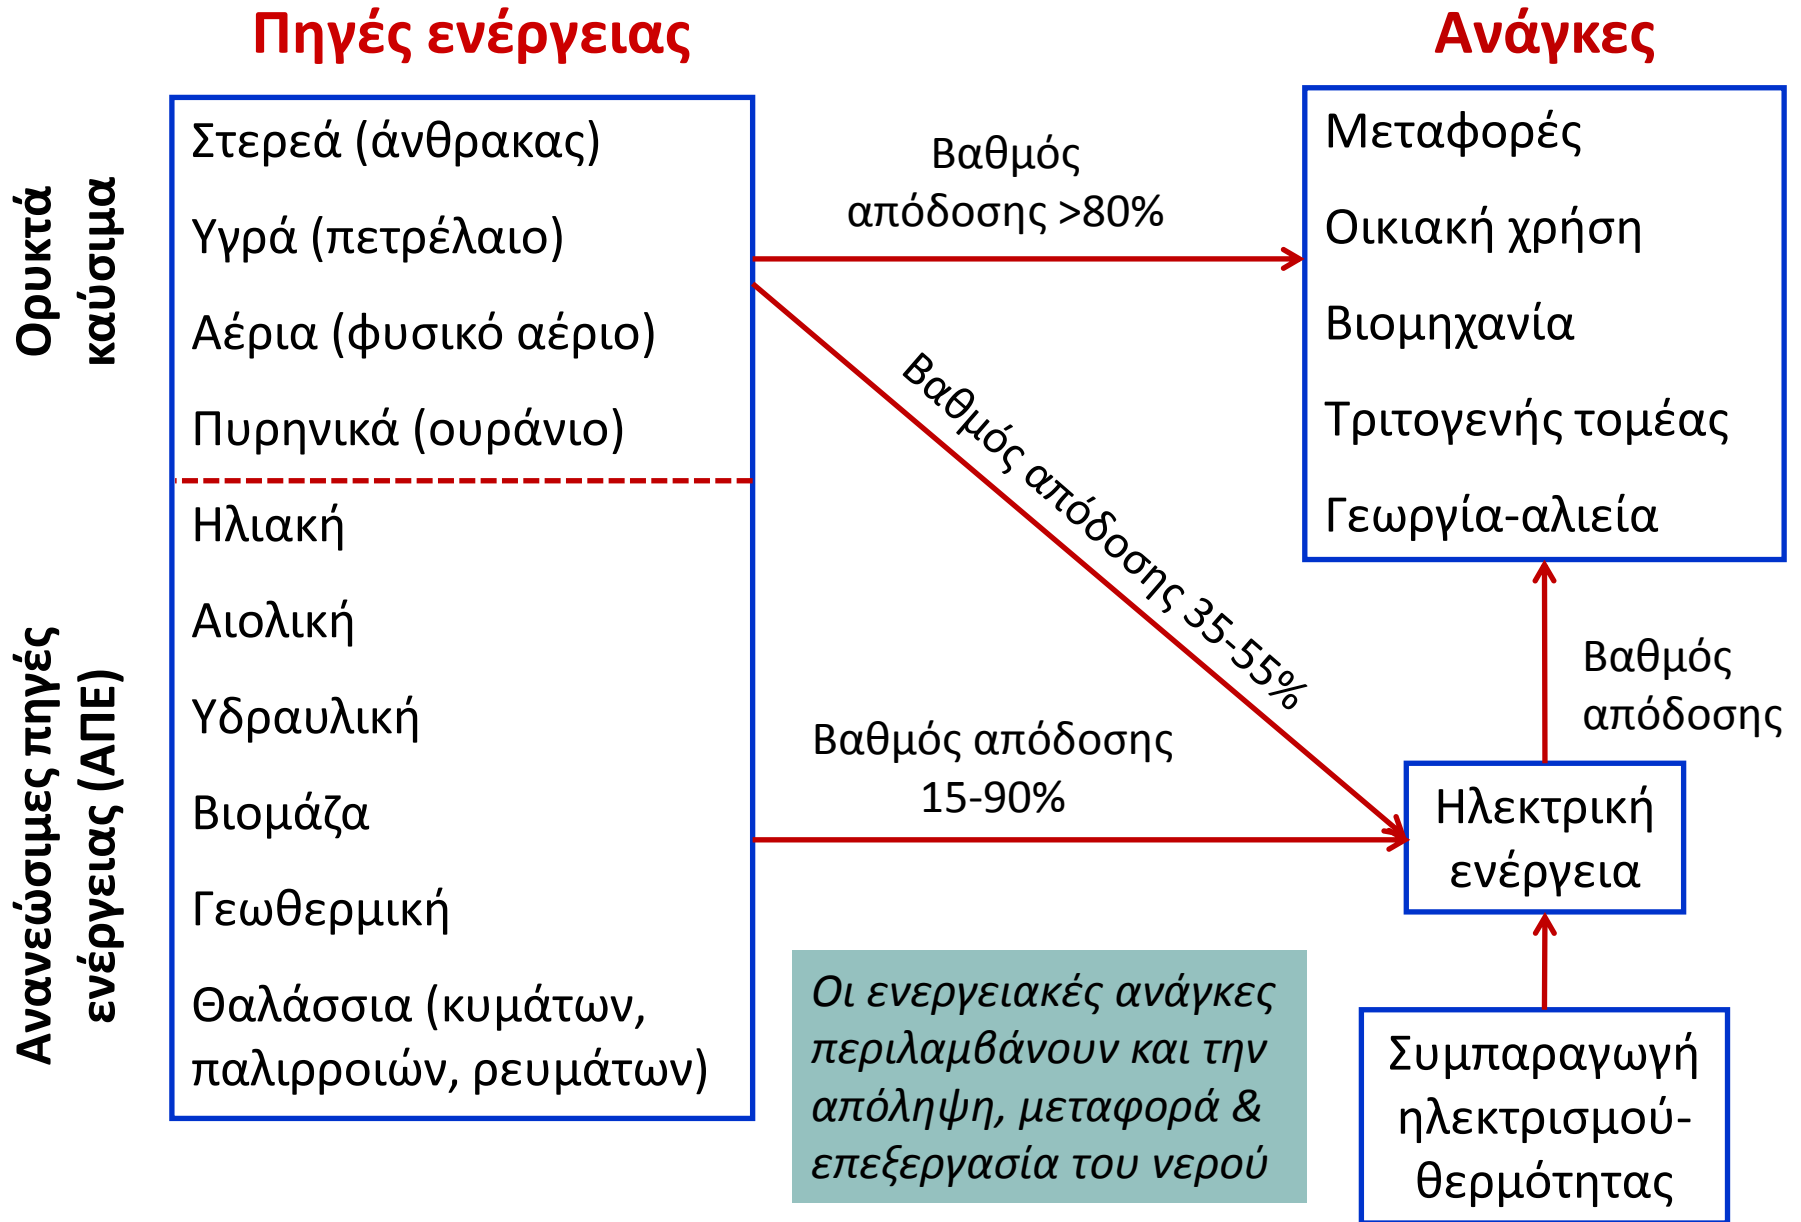 Πηγές ενέργειας
Ανάγκες
Ορυκτά
καύσιμα
Στερεά (άνθρακας)
Υγρά (πετρέλαιο)
Αέρια (φυσικό αέριο)
Πυρηνικά (ουράνιο)
Ανανεώσιμες πηγές
ενέργειας (ΑΠΕ)
Ηλιακή
Αιολική
Υδραυλική
Βιομάζα
Γεωθερμική
Θαλάσσια (κυμάτων,
παλιρροιών, ρευμάτων)
Βαθμός
απόδοσης >80%
Βαθμός απόδοσης 35-55%
Βαθμός απόδοσης
15-90%
Μεταφορές
Οικιακή χρήση
Βιομηχανία
Τριτογενής τομέας
Γεωργία-αλιεία
Βαθμός
απόδοσης
Ηλεκτρική
ενέργεια
Συμπαραγωγή
ηλεκτρισμού-
θερμότητας
Οι ενεργειακές ανάγκες
περιλαμβάνουν και την
απόληψη, μεταφορά &
επεξεργασία του νερού